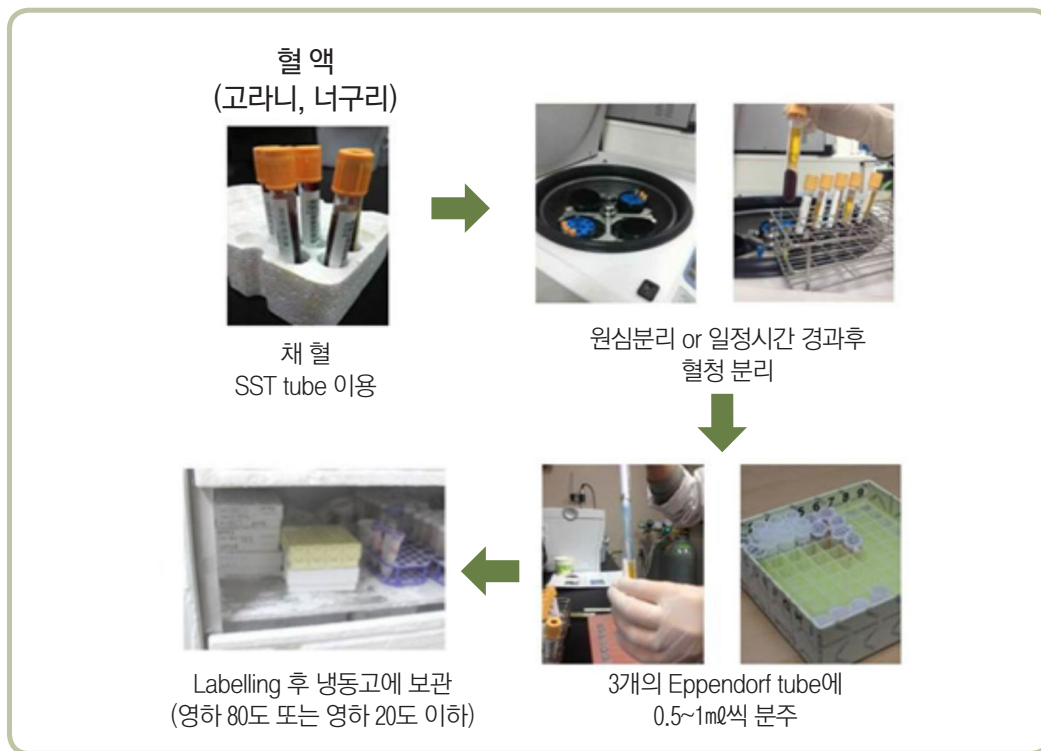 혈 액
(고라니, 너구리)
채 혈
SST tube 이용
원심분리 or 일정시간 경과후
혈청 분리
3개의 Eppendorf tube에
0.5~1㎖씩 분주
Labelling 후 냉동고에 보관
(영하 80도 또는 영하 20도 이하)